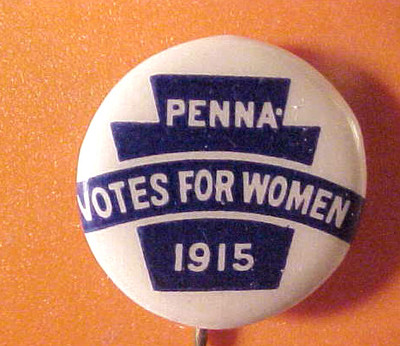 PENNA.
VOTES FOR WOMEN
1915